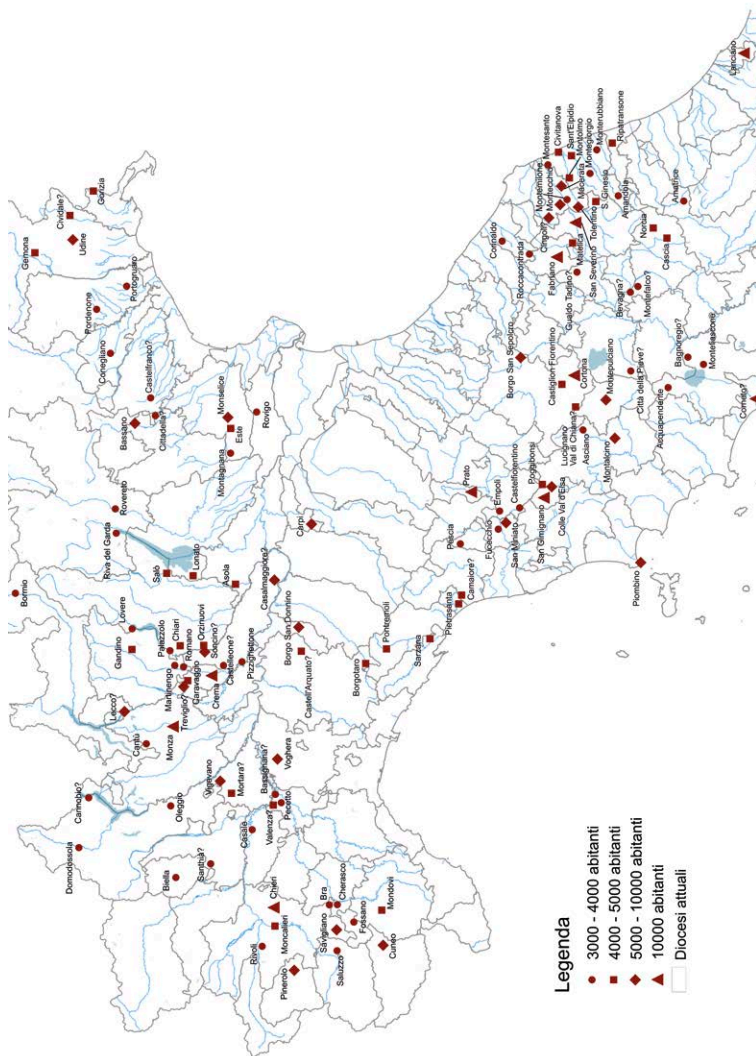 Bormio
Gemona
Cividale?
Udine
Gorizia
Domodossola
Cannobio?
Pordenone
Conegliano
Portogruaro
Riva del Garda
Rovereto
Lovere
Gandino
Lecco?
Bassano
Castelfranco?
Cittadella?
Cantù
Oleggio
Biella
Monza
Martinengo
Palazzolo
Chiari
Romano
Treviglio?
Caravaggio
Orzinuovi
Soncino?
Salò
Lonato
Santhià?
Vigevano
Mortara?
Crema
Castelleone?
Pizzighettone
Asola
Montagnana
Este
Monselice
Rovigo
Rivoli
Casale
Valenza?
Bassignana?
Pecetto
Voghera
Casalmaggiore?
Moncalieri
Chieri
Pinerolo
Borgo San Donnino
Castell'Arquato?
Carpi
Savigliano
Bra
Cherasco
Saluzzo
Fossano
Cuneo
Mondovì
Borgotaro
Pontremoli
Sarzana
Pietrasanta
Camaiore?
Pescia
Prato
Fucecchio
Empoli
San Miniato
Castelfiorentino
Poggibonsi
San Gimignano
Colle Val d'Elsa
Borgo San Sepolcro
Corinaldo
Roccacontrada
Castiglion Fiorentino
Cortona
Lucignano
Val di Chiana?
Asciano
Montepulciano
Montalcino
Città della Pieve?
Piombino
Cingoli?
Montecchio
Montemilone
Montesanto
Civitanova
Sant'Elpidio
Montolmo
Macerata
Montegiorgio
Monterubbiano
Ripatransone
Fabriano
Matelica
Gualdo Tadino?
San Severino
Tolentino
S. Ginesio
Amandola
Bevagna?
Montefalco?
Norcia
Cascia
Amatrice
Acquapendente
Bagnoregio?
Montefiascone
Corneto?
Lanciano
Legenda
3000 - 4000 abitanti
4000 - 5000 abitanti
5000 - 10000 abitanti
10000 abitanti
Diocesi attuali